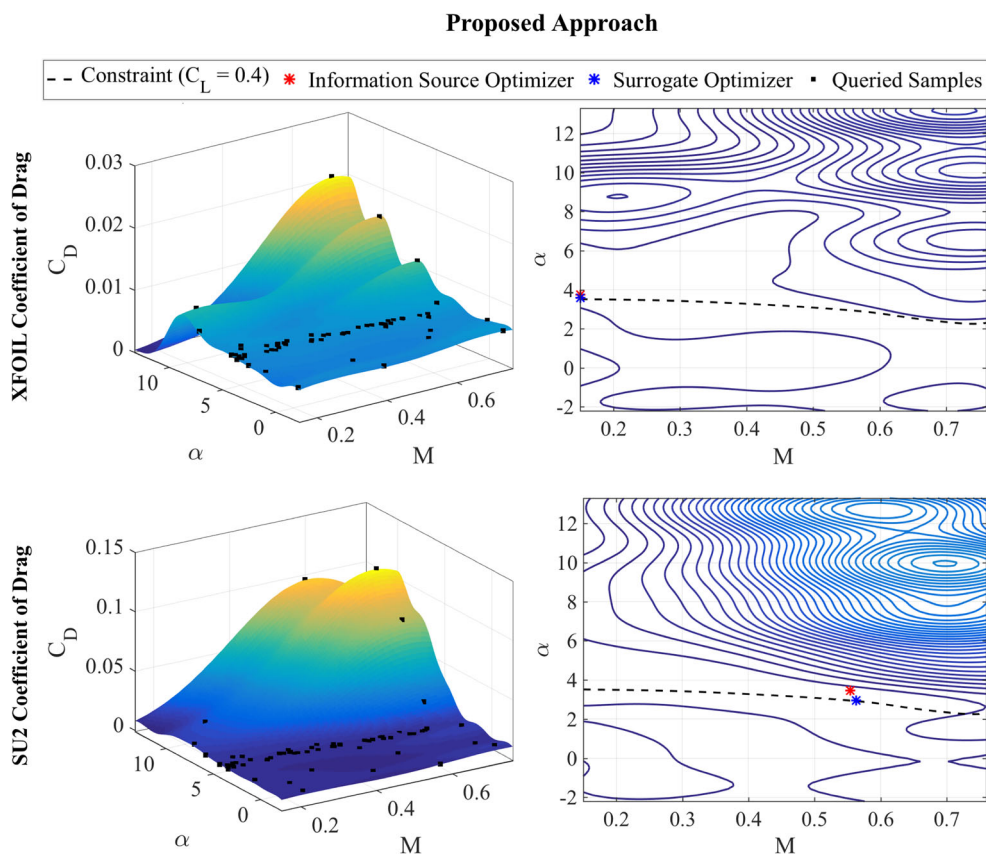 Proposed Approach
Constraint (C_L = 0.4) Information Source Optimizer Surrogate Optimizer Queried Samples
XFOIL Coefficient of Drag
C_D
0.03
0.02
0.01
0
10
5
0
α
0.2
0.4
0.6
M
α
12
10
8
6
4
2
0
-2
0.2 0.3 0.4 0.5 0.6 0.7
M
SU2 Coefficient of Drag
C_D
0.15
0.1
0.05
0
10
5
0
α
0.2
0.4
0.6
M
α
12
10
8
6
4
2
0
-2
0.2 0.3 0.4 0.5 0.6 0.7
M